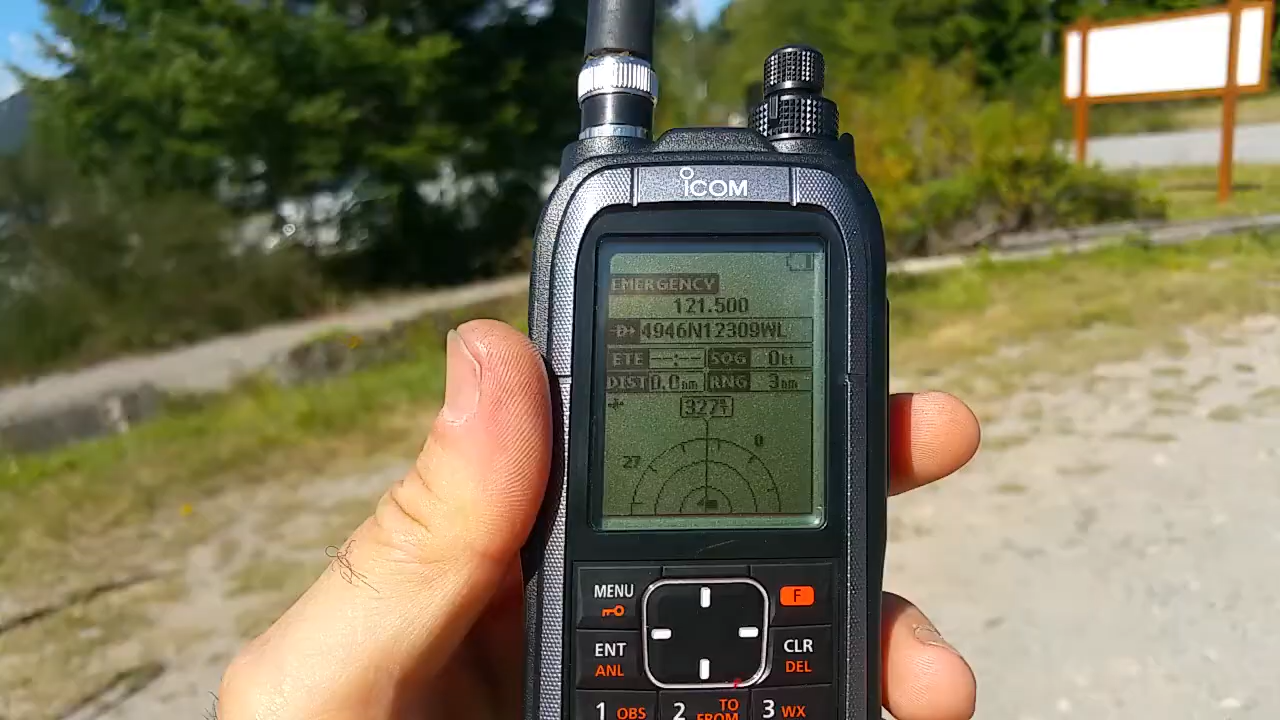 iCOM
EMERGENCY
121.500
-D→ 4946N12309WL
ETE --:-- SOG 0kt
DIST 0.0nm RNG 3nm
327°
0
27
MENU F
ENT CLR
ANL DEL
1 OBS 2 TO FROM 3 WX